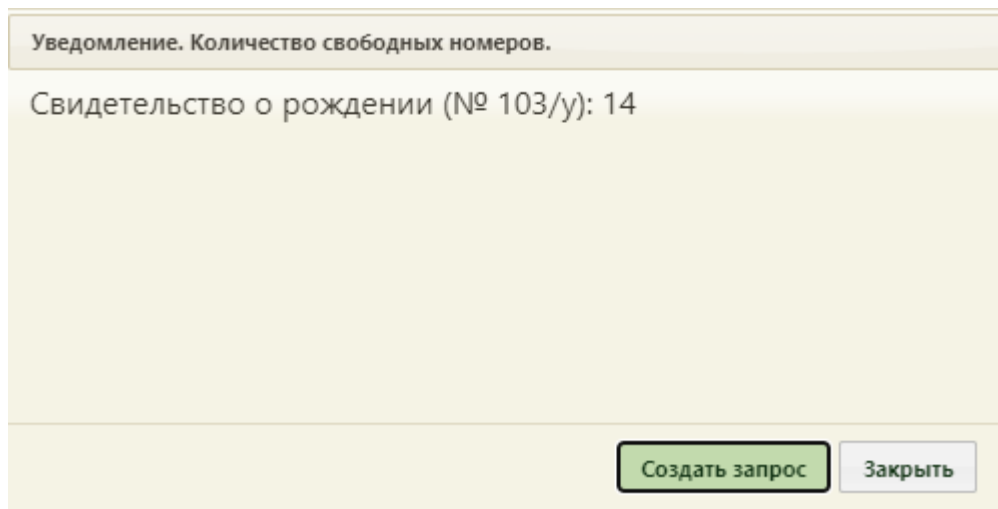 Уведомление. Количество свободных номеров.
Свидетельство о рождении (№ 103/у): 14
Создать запрос
Закрыть